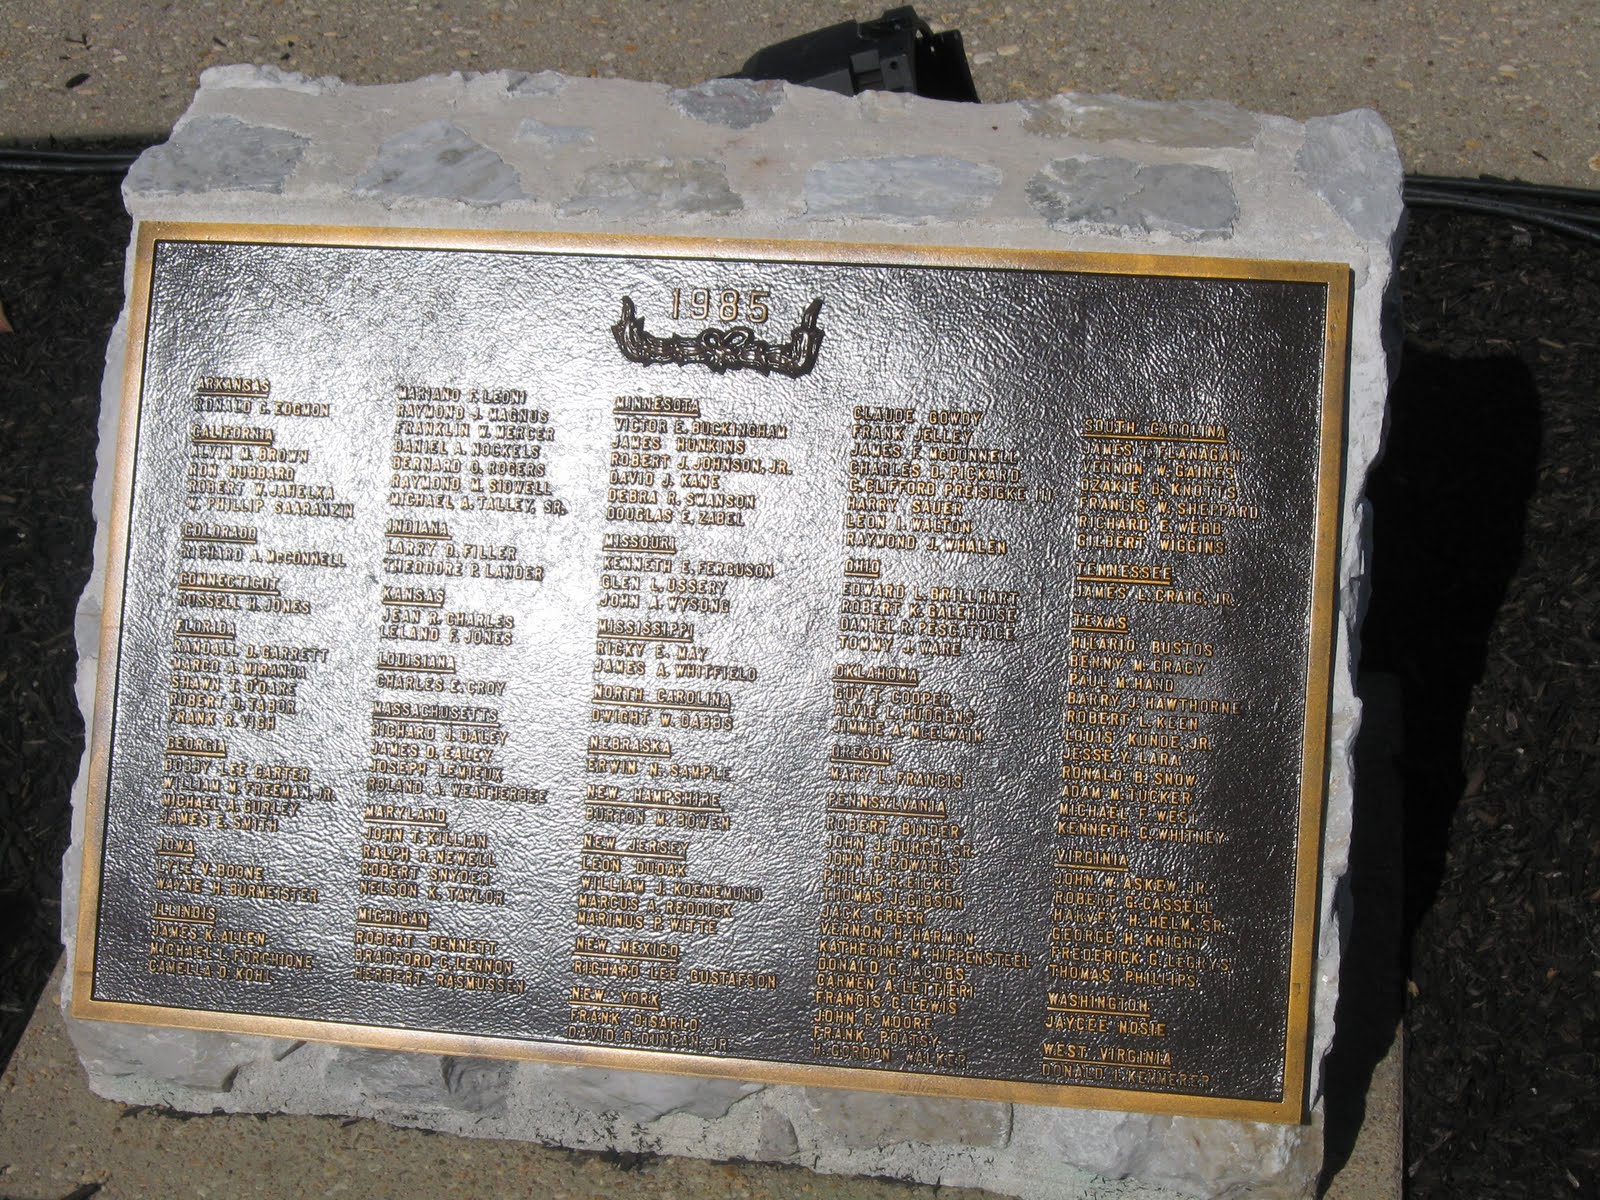 1985
ARKANSAS
RONALD E. EOGMON
CALIFORNIA
ALVIN M. BROWN
RON HUBBARD
ROBERT W. JAHELKA
W. PHILLIP SAARANZIN
COLORADO
RICHARD A. McCONNELL
CONNECTICUT
RUSSELL H. JONES
FLORIDA
RANDALL D. GARRETT
MARCO A. MIRANDA
SHAWN T. O'DARE
ROBERT D. TABOR
FRANK R. VIGH
GEORGIA
BOBBY LEE CARTER
WILLIAM M. FREEMAN, JR.
MICHAEL A. GURLEY
JAMES E. SMITH
IOWA
LYLE V. BOONE
WAYNE H. BURMEISTER
ILLINOIS
JAMES K. ALLEN
MICHAEL L. FORCHIONE
CAMELLA D. KOHL
MARIANO F. LEONI
RAYMOND J. MAGNUS
FRANKLIN W. MERCER
DANIEL A. NOCKELS
BERNARD O. ROGERS
RAYMOND M. SIDWELL
MICHAEL A. TALLEY, SR.
INDIANA
LARRY D. FILLER
THEODORE P. LANDER
KANSAS
JEAN R. CHARLES
LELAND F. JONES
LOUISIANA
CHARLES E. CROY
MASSACHUSETTS
RICHARD J. DALEY
JAMES D. EALEY
JOSEPH LEMIEUX
ROLAND A. WEATHERBEE
MARYLAND
JOHN T. KILLIAN
RALPH R. NEWELL
ROBERT SNYDER
NELSON K. TAYLOR
MICHIGAN
ROBERT BENNETT
BRADFORD C. LENNON
HERBERT RASMUSSEN
MINNESOTA
VICTOR E. BUCKINGHAM
JAMES HUNKINS
ROBERT J. JOHNSON, JR.
DAVID J. KANE
DEBRA R. SWANSON
DOUGLAS E. ZABEL
MISSOURI
KENNETH E. FERGUSON
GLEN L. USSERY
JOHN A. WYSONG
MISSISSIPPI
RICKY E. MAY
JAMES A. WHITFIELD
NORTH CAROLINA
DWIGHT W. GABBS
NEBRASKA
ERWIN N. SAMPLE
NEW HAMPSHIRE
BURTON M. BOWEN
NEW JERSEY
LEON DUDAK
WILLIAM J. KOENEMUND
MARCUS A. REDDICK
MARINUS P. WITTE
NEW MEXICO
RICHARD LEE GUSTAFSON
NEW YORK
FRANK DISARLO
DAVID O. DUNCAN, JR.
CLAUDE GOWDY
FRANK JELLEY
JAMES F. McDONNELL
CHARLES D. PICKARD
C. CLIFFORD PREISIGKE III
HARRY SAUER
LEON I. WALTON
RAYMOND J. WHALEN
OHIO
EDWARD L. BRILLHART
ROBERT K. GALEHOUSE
DANIEL R. PESCATRICE
TOMMY J. WARE
OKLAHOMA
GUY T. COOPER
ALVIE L. HUDGENS
JIMMIE A. McELWAIN
OREGON
MARY L. FRANCIS
PENNSYLVANIA
ROBERT BINDER
JOHN J. DURCO, SR.
JOHN C. EDWARDS
PHILLIP R. EICKE
THOMAS J. GIBSON
JACK GREER
VERNON H. HARMON
KATHERINE M. HIPPENSTEEL
DONALD G. JACOBS
CARMEN A. LETTIERI
FRANCIS G. LEWIS
JOHN F. MOORE
FRANK POATSY
H. GORDON WALKER
SOUTH CAROLINA
JAMES T. FLANAGAN
VERNON W. GAINES
OZAKIE D. KNOTTS
FRANCIS W. SHEPPARD
RICHARD E. WEBB
GILBERT WIGGINS
TENNESSEE
JAMES L. CRAIG, JR.
TEXAS
HILARIO BUSTOS
BENNY M. GRACY
PAUL M. HAND
BARRY J. HAWTHORNE
ROBERT L. KEEN
LOUIS KUNDE, JR.
JESSE Y. LARA
RONALD B. SNOW
ADAM M. TUCKER
MICHAEL F. WEST
KENNETH C. WHITNEY
VIRGINIA
JOHN W. ASKEW, JR.
ROBERT G. CASSELL
HARVEY H. HELM, SR.
GEORGE H. KNIGHT
FREDERICK G.
THOMAS PHILLIPS
WASHINGTON
JAYCEE NOSIE
WEST VIRGINIA
DONALD I. KEMMERER